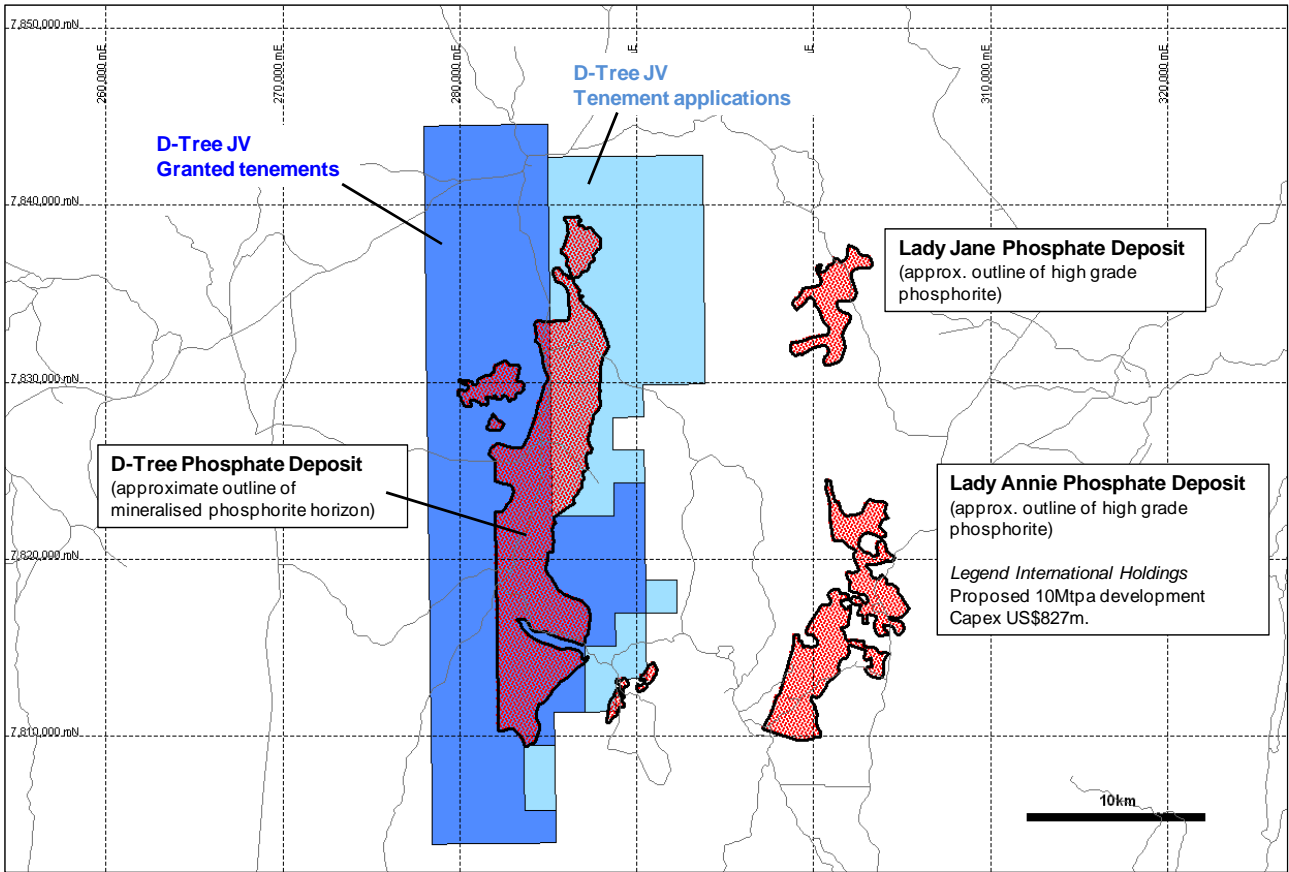 7,850,000 mN
260,000 mE
270,000 mE
280,000 mE
310,000 mE
320,000 mE
D-Tree JV
Tenement applications
D-Tree JV
Granted tenements
7,840,000 mN
Lady Jane Phosphate Deposit
(approx. outline of high grade
phosphorite)
7,830,000 mN
D-Tree Phosphate Deposit
(approximate outline of
mineralised phosphorite horizon)
Lady Annie Phosphate Deposit
(approx. outline of high grade
phosphorite)
Legend International Holdings
Proposed 10Mtpa development
Capex US$827m.
7,820,000 mN
7,810,000 mN
10km